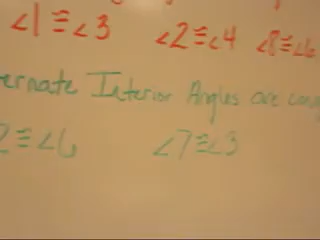 ∠1 ≅ ∠3 ∠2 ≅ ∠4 ∠8 ≅ ∠6
ernate Interior Angles are cong
2 ≅ ∠6 ∠7 ≅ ∠3